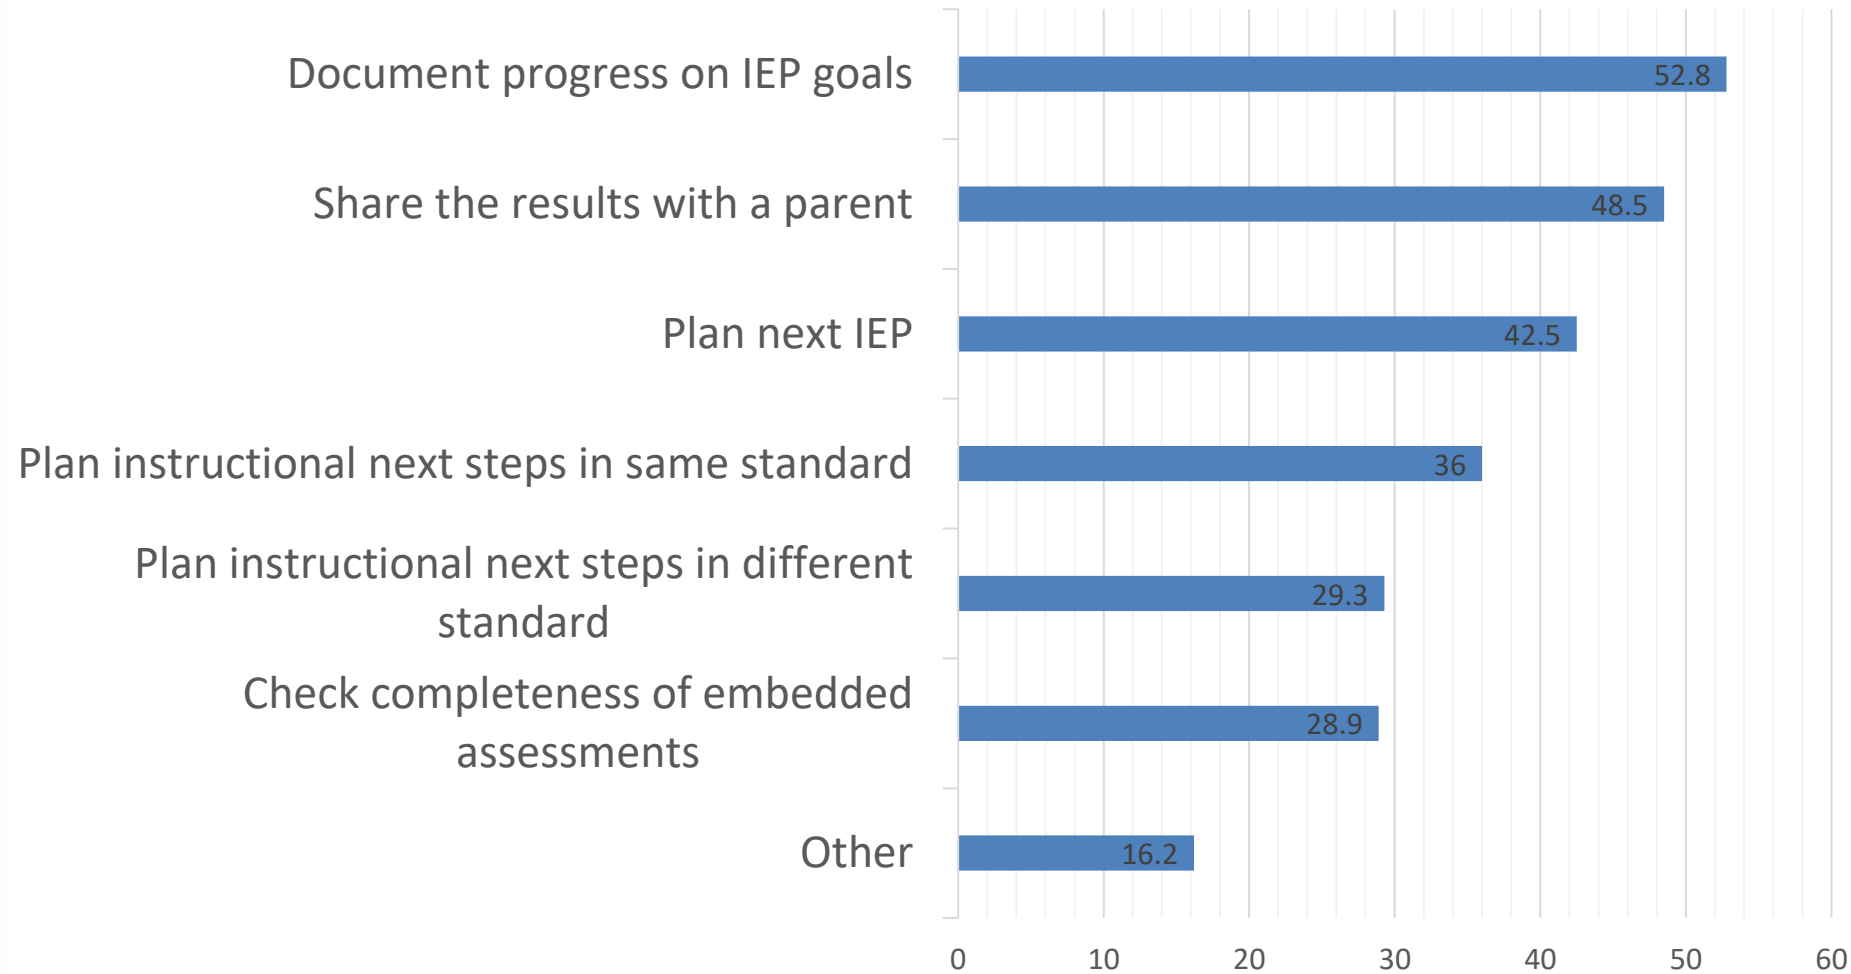 Document progress on IEP goals
52.8
Share the results with a parent
48.5
Plan next IEP
42.5
Plan instructional next steps in same standard
36
Plan instructional next steps in different
standard
29.3
Check completeness of embedded
assessments
28.9
Other
16.2
0 10 20 30 40 50 60